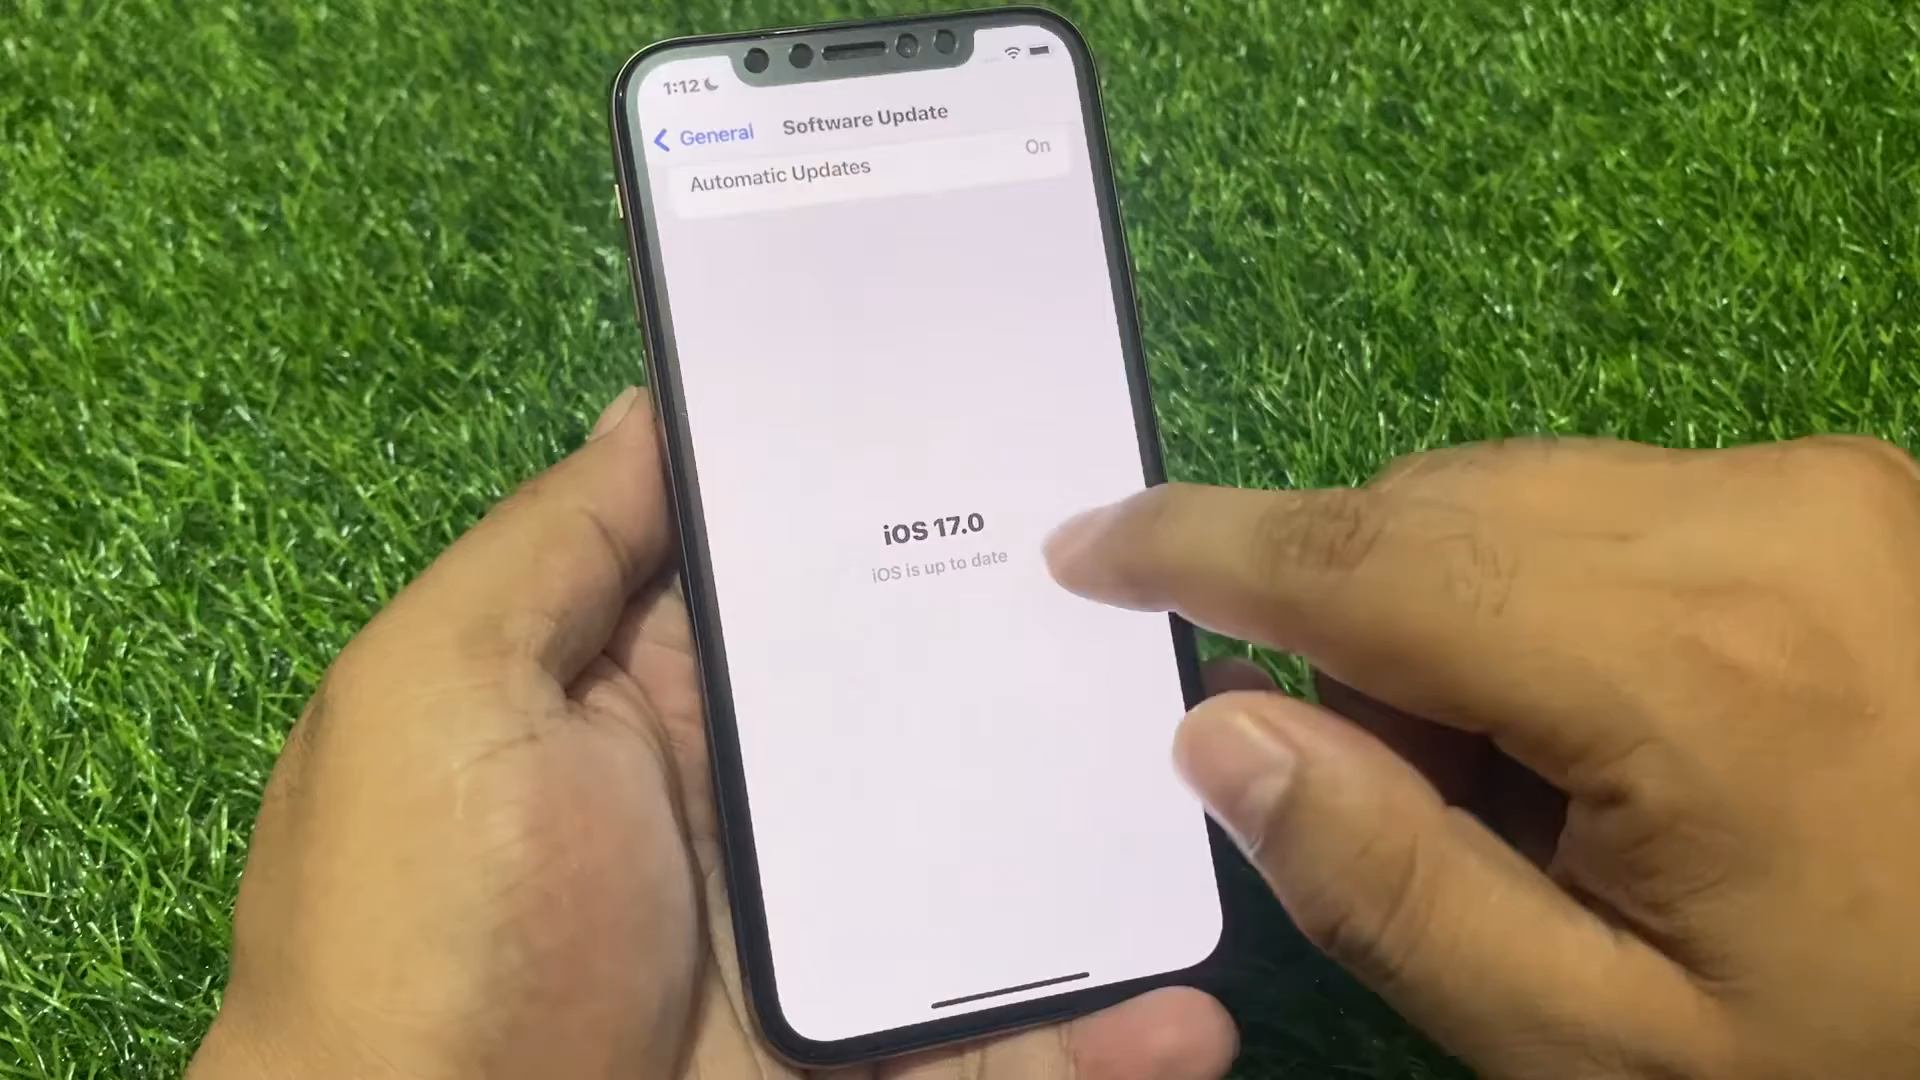 1:12
General
Software Update
Automatic Updates
On
iOS 17.0
iOS is up to date